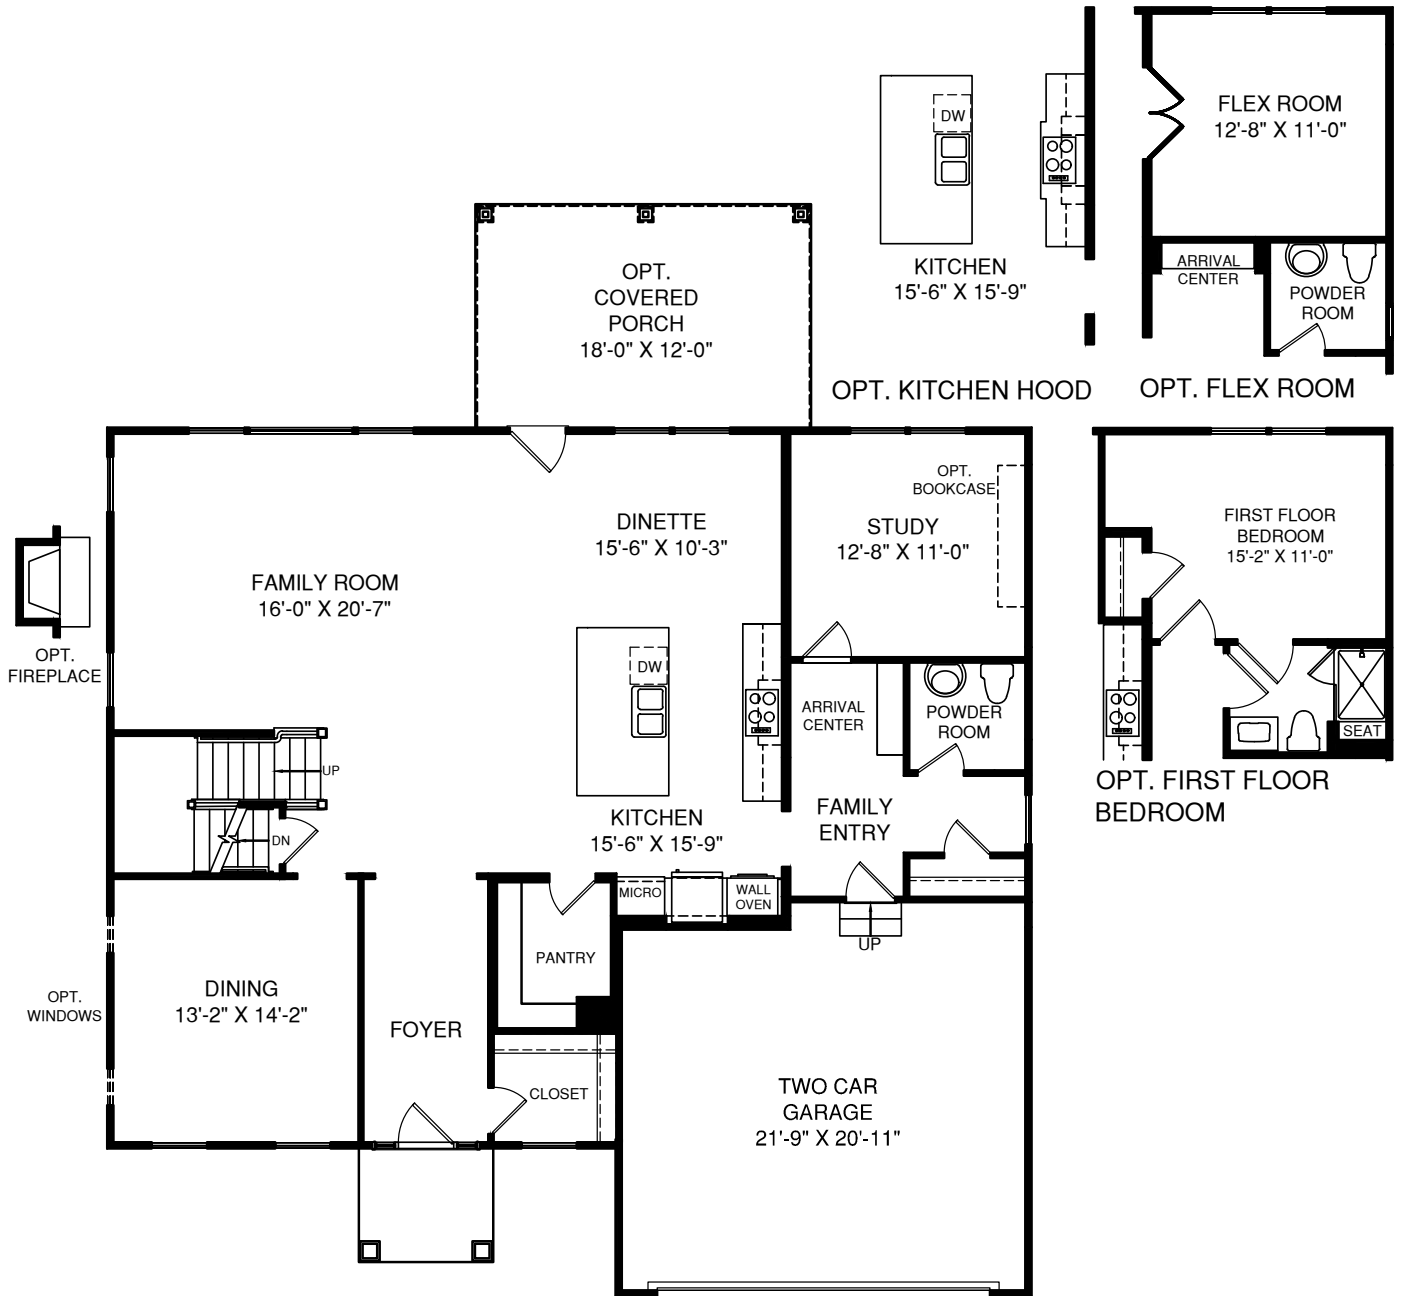 FLEX ROOM
12'-8" X 11'-0"
DW
KITCHEN
15'-6" X 15'-9"
ARRIVAL
CENTER
POWDER
ROOM
OPT. KITCHEN HOOD
OPT. FLEX ROOM
OPT.
COVERED
PORCH
18'-0" X 12'-0"
OPT.
BOOKCASE
STUDY
12'-8" X 11'-0"
DINETTE
15'-6" X 10'-3"
FAMILY ROOM
16'-0" X 20'-7"
OPT.
FIREPLACE
FIRST FLOOR
BEDROOM
15'-2" X 11'-0"
SEAT
OPT. FIRST FLOOR
BEDROOM
DW
ARRIVAL
CENTER
POWDER
ROOM
UP
DN
KITCHEN
15'-6" X 15'-9"
FAMILY
ENTRY
MICRO
WALL
OVEN
UP
PANTRY
DINING
13'-2" X 14'-2"
OPT.
WINDOWS
FOYER
CLOSET
TWO CAR
GARAGE
21'-9" X 20'-11"